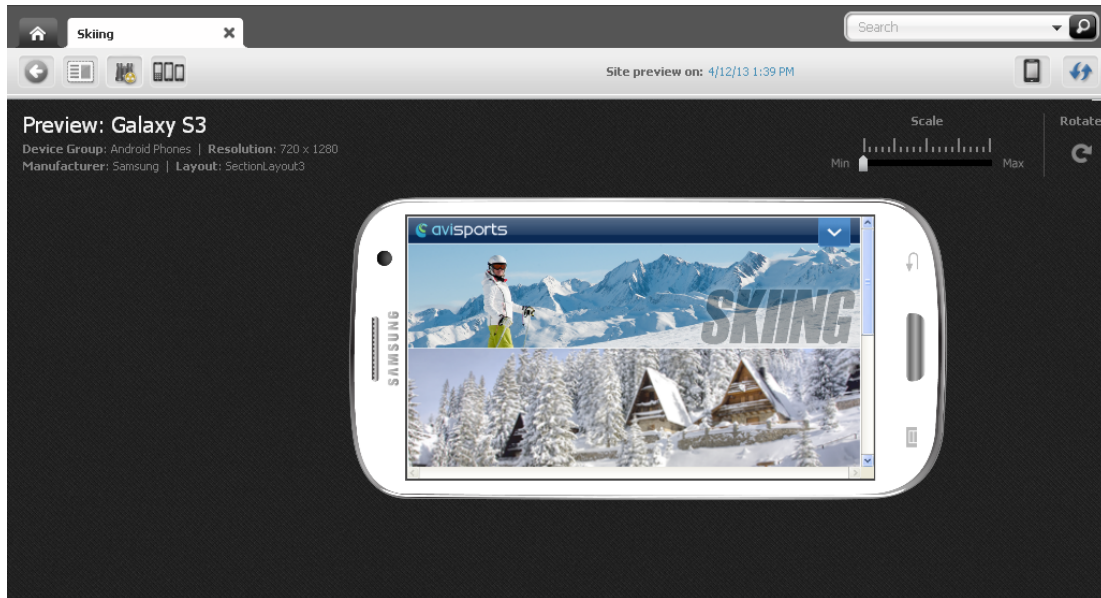 Skiing
Search
Site preview on: 4/12/13 1:39 PM
Preview: Galaxy S3
Device Group: Android Phones | Resolution: 720 x 1280
Manufacturer: Samsung | Layout: SectionLayout3
Scale
Min
Max
Rotate
avisports
SKIING
SAMSUNG